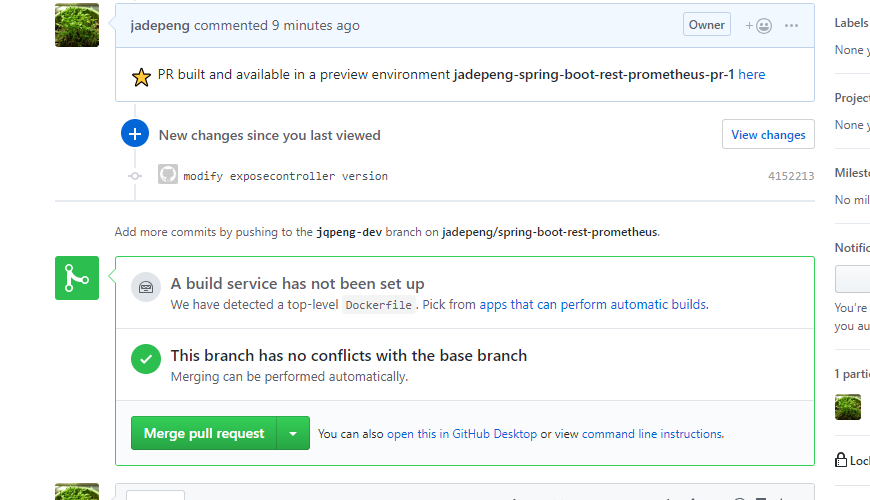 jadepeng commented 9 minutes ago
Owner
Labels
None y
PR built and available in a preview environment jadepeng-spring-boot-rest-prometheus-pr-1 here
Project
None y
New changes since you last viewed
View changes
modify exposecontroller version
4152213
Milest
No mil
Add more commits by pushing to the jqpeng-dev branch on jadepeng/spring-boot-rest-prometheus.
Notific
A build service has not been set up
We have detected a top-level Dockerfile. Pick from apps that can perform automatic builds.
You're
you au
This branch has no conflicts with the base branch
Merging can be performed automatically.
1 parti
Merge pull request
You can also open this in GitHub Desktop or view command line instructions.
Loc